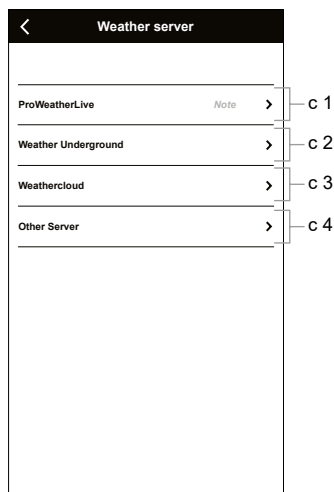 Weather server
ProWeatherLive Note c 1
Weather Underground c 2
Weathercloud c 3
Other Server c 4